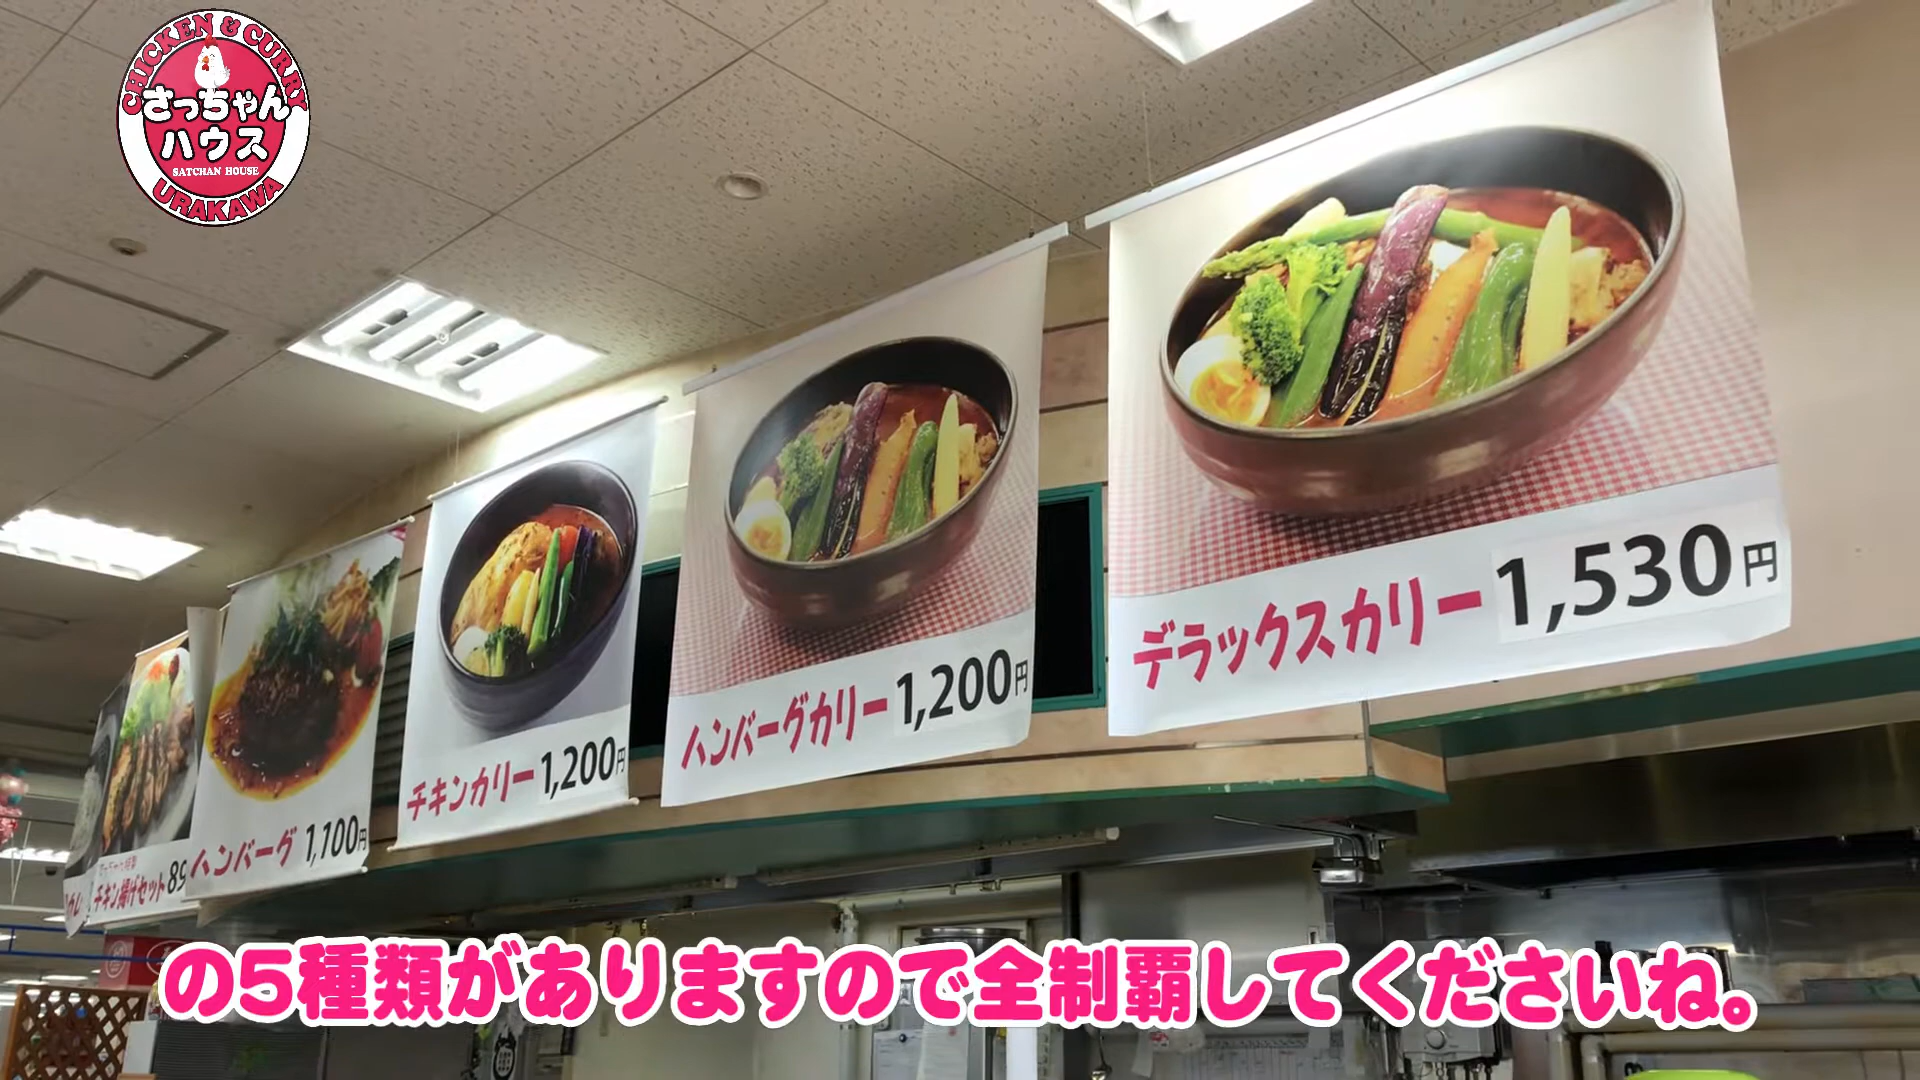 CHICKEN & CURRY
さっちゃん
ハウス
SATCHAN HOUSE
URAKAWA
デラックスカリー 1,530円
ハンバーグカリー 1,200円
チキンカリー 1,200円
ハンバーグ 1,100円
チキン揚げセット 89
の5種類がありますので全制覇してくださいね。